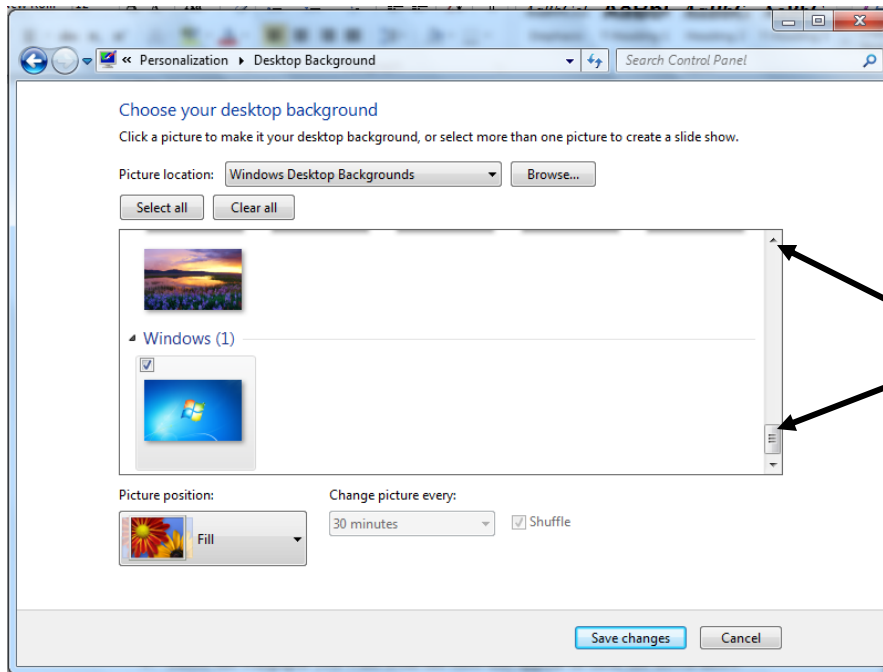 Personalization Desktop Background
Search Control Panel
Choose your desktop background
Click a picture to make it your desktop background, or select more than one picture to create a slide show.
Picture location: Windows Desktop Backgrounds Browse...
Select all Clear all
Windows (1)
Picture position: Change picture every:
Fill 30 minutes Shuffle
Save changes Cancel